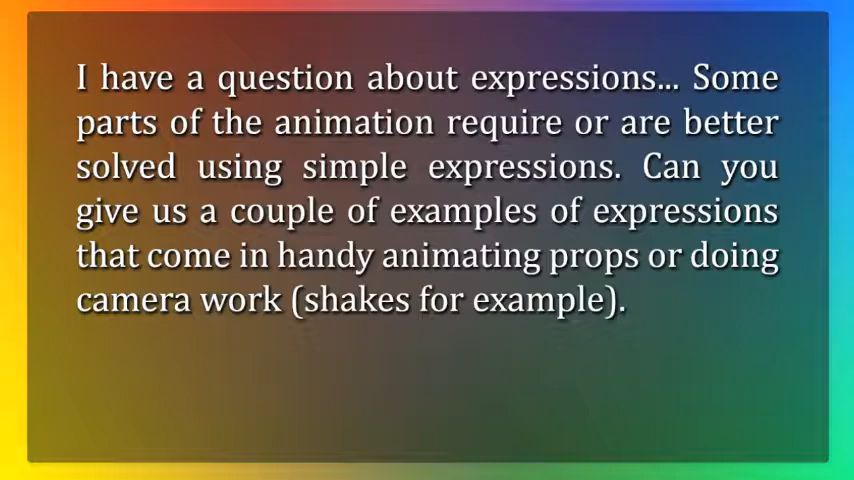 I have a question about expressions... Some
parts of the animation require or are better
solved using simple expressions. Can you
give us a couple of examples of expressions
that come in handy animating props or doing
camera work (shakes for example).